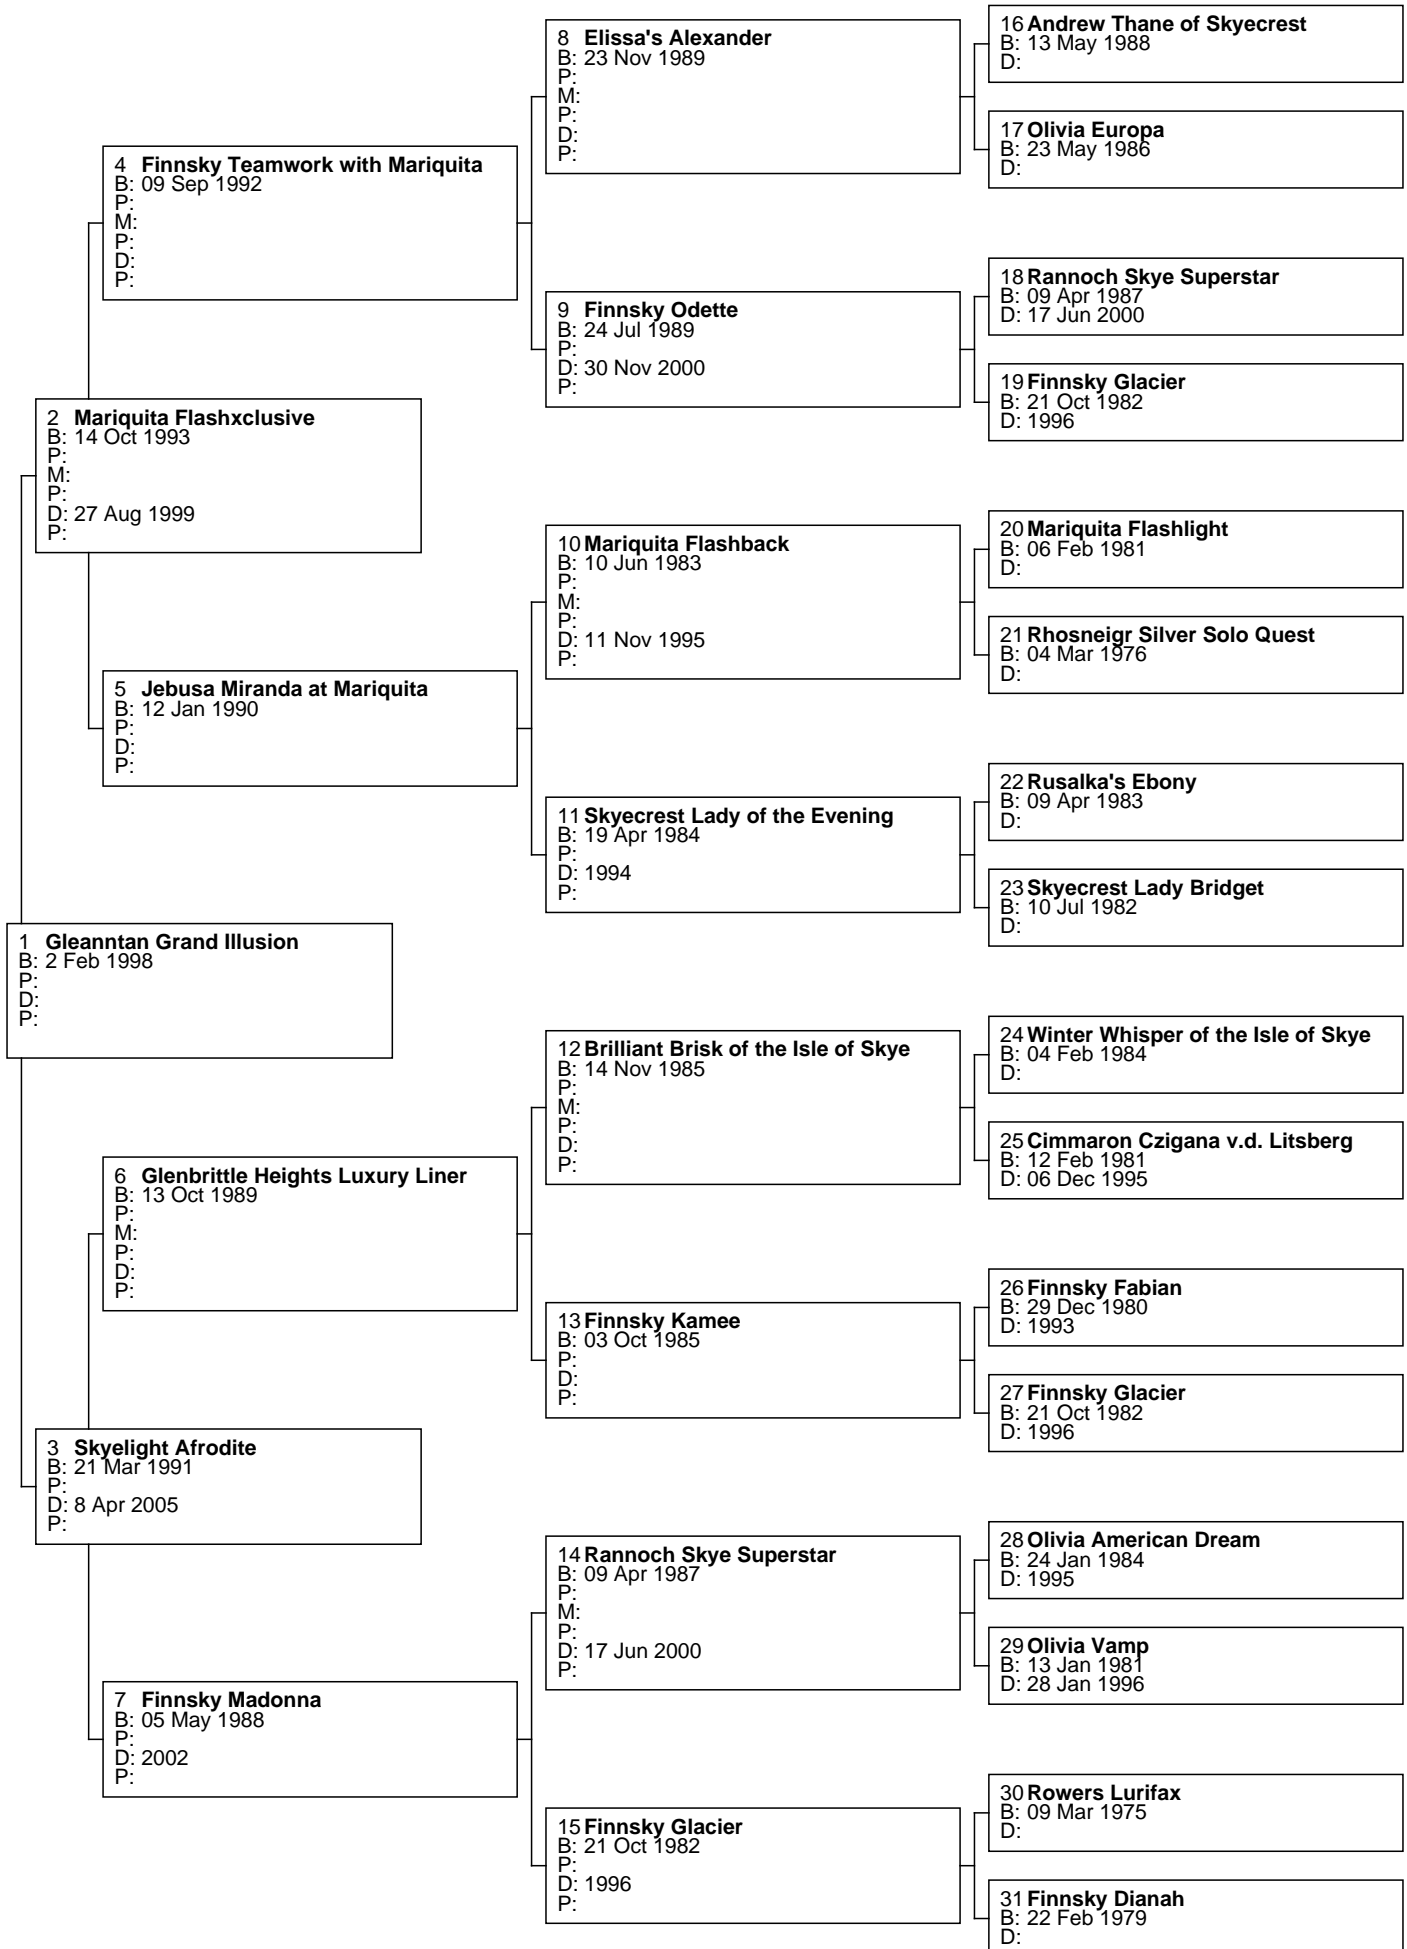 1 Gleanntan Grand Illusion
B: 2 Feb 1998
P:
D:
P:
2 Mariquita Flashxclusive
B: 14 Oct 1993
P:
M:
P:
D: 27 Aug 1999
P:
3 Skyelight Afrodite
B: 21 Mar 1991
P:
D: 8 Apr 2005
P:
4 Finnsky Teamwork with Mariquita
B: 09 Sep 1992
P:
M:
P:
D:
P:
5 Jebusa Miranda at Mariquita
B: 12 Jan 1990
P:
D:
P:
6 Glenbrittle Heights Luxury Liner
B: 13 Oct 1989
P:
M:
P:
D:
P:
7 Finnsky Madonna
B: 05 May 1988
P:
D: 2002
P:
8 Elissa's Alexander
B: 23 Nov 1989
P:
M:
P:
D:
P:
9 Finnsky Odette
B: 24 Jul 1989
P:
D: 30 Nov 2000
P:
10 Mariquita Flashback
B: 10 Jun 1983
P:
M:
P:
D: 11 Nov 1995
P:
11 Skyecrest Lady of the Evening
B: 19 Apr 1984
P:
D: 1994
P:
12 Brilliant Brisk of the Isle of Skye
B: 14 Nov 1985
P:
M:
P:
D:
P:
13 Finnsky Kamee
B: 03 Oct 1985
P:
D:
P:
14 Rannoch Skye Superstar
B: 09 Apr 1987
P:
M:
P:
D: 17 Jun 2000
P:
15 Finnsky Glacier
B: 21 Oct 1982
P:
D: 1996
P:
16 Andrew Thane of Skyecrest
B: 13 May 1988
D:
17 Olivia Europa
B: 23 May 1986
D:
18 Rannoch Skye Superstar
B: 09 Apr 1987
D: 17 Jun 2000
19 Finnsky Glacier
B: 21 Oct 1982
D: 1996
20 Mariquita Flashlight
B: 06 Feb 1981
D:
21 Rhosneigr Silver Solo Quest
B: 04 Mar 1976
D:
22 Rusalka's Ebony
B: 09 Apr 1983
D:
23 Skyecrest Lady Bridget
B: 10 Jul 1982
D:
24 Winter Whisper of the Isle of Skye
B: 04 Feb 1984
D:
25 Cimmaron Czigana v.d. Litsberg
B: 12 Feb 1981
D: 06 Dec 1995
26 Finnsky Fabian
B: 29 Dec 1980
D: 1993
27 Finnsky Glacier
B: 21 Oct 1982
D: 1996
28 Olivia American Dream
B: 24 Jan 1984
D: 1995
29 Olivia Vamp
B: 13 Jan 1981
D: 28 Jan 1996
30 Rowers Lurifax
B: 09 Mar 1975
D:
31 Finnsky Dianah
B: 22 Feb 1979
D: